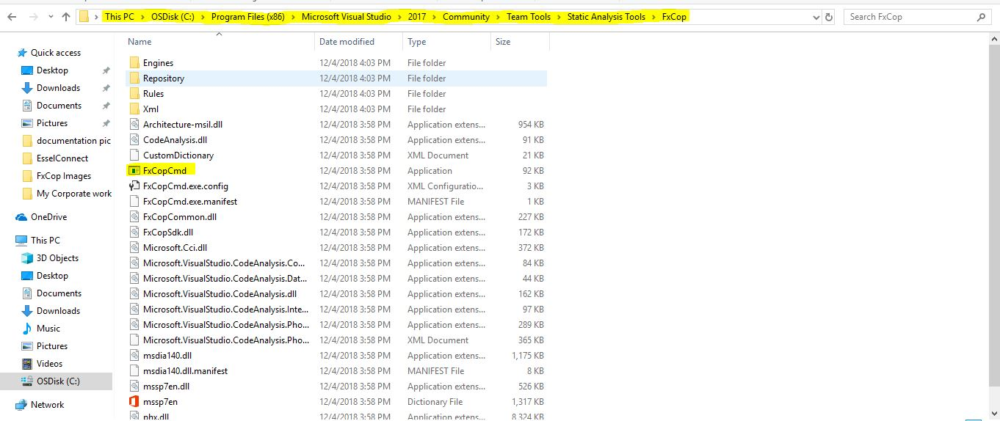 This PC > OSDisk (C:) > Program Files (x86) > Microsoft Visual Studio > 2017 > Community > Team Tools > Static Analysis Tools > FxCop
Search FxCop
Name Date modified Type Size
Quick access
Desktop
Downloads
Documents
Pictures
documentation pic
EsselConnect
FxCop Images
My Corporate work
OneDrive
This PC
3D Objects
Desktop
Documents
Downloads
Music
Pictures
Videos
OSDisk (C:)
Network
Engines 12/4/2018 4:03 PM File folder
Repository 12/4/2018 4:03 PM File folder
Rules 12/4/2018 4:03 PM File folder
Xml 12/4/2018 4:03 PM File folder
Architecture-msil.dll 12/4/2018 3:58 PM Application extens... 954 KB
CodeAnalysis.dll 12/4/2018 3:58 PM Application extens... 91 KB
CustomDictionary 12/4/2018 3:58 PM XML Document 21 KB
FxCopCmd 12/4/2018 3:58 PM Application 92 KB
FxCopCmd.exe.config 12/4/2018 3:58 PM XML Configuratio... 3 KB
FxCopCmd.exe.manifest 12/4/2018 3:58 PM MANIFEST File 1 KB
FxCopCommon.dll 12/4/2018 3:58 PM Application extens... 227 KB
FxCopSdk.dll 12/4/2018 3:58 PM Application extens... 172 KB
Microsoft.Cci.dll 12/4/2018 3:58 PM Application extens... 372 KB
Microsoft.VisualStudio.CodeAnalysis.Co... 12/4/2018 3:58 PM Application extens... 84 KB
Microsoft.VisualStudio.CodeAnalysis.Dat... 12/4/2018 3:58 PM Application extens... 44 KB
Microsoft.VisualStudio.CodeAnalysis.dll 12/4/2018 3:58 PM Application extens... 162 KB
Microsoft.VisualStudio.CodeAnalysis.Inte... 12/4/2018 3:58 PM Application extens... 97 KB
Microsoft.VisualStudio.CodeAnalysis.Pho... 12/4/2018 3:58 PM Application extens... 289 KB
Microsoft.VisualStudio.CodeAnalysis.Pho... 12/4/2018 3:58 PM XML Document 365 KB
msdia140.dll 12/4/2018 3:58 PM Application extens... 1,175 KB
msdia140.dll.manifest 12/4/2018 3:58 PM MANIFEST File 8 KB
mssp7en.dll 12/4/2018 3:58 PM Application extens... 526 KB
mssp7en 12/4/2018 3:58 PM Dictionary File 1,317 KB
phx.dll 12/4/2018 3:58 PM Application extens... 8,324 KB